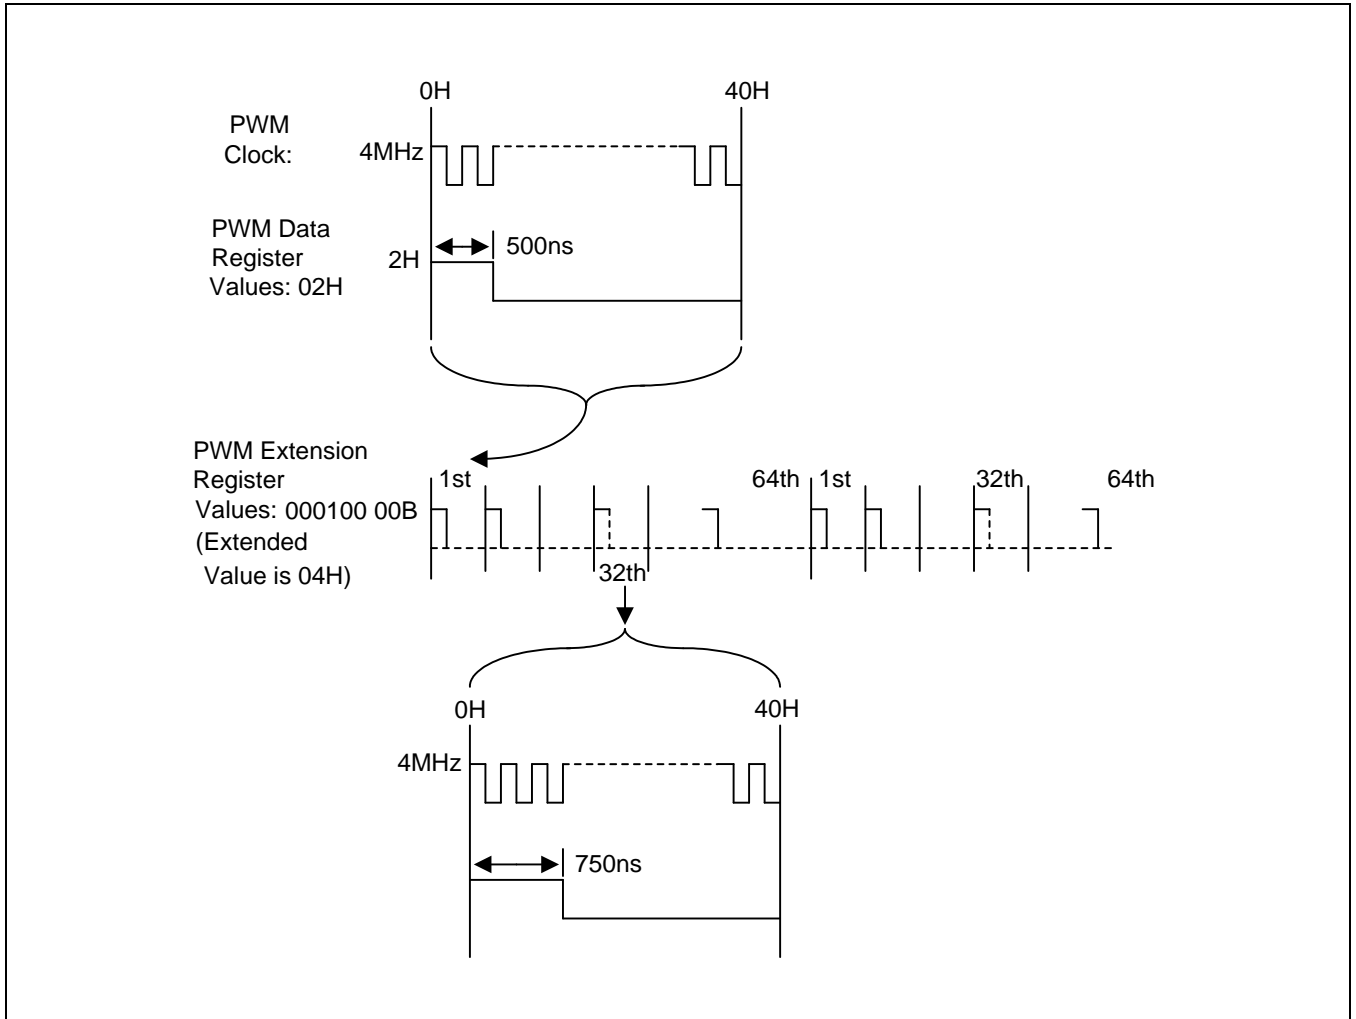 0H 40H
PWM
Clock:
4MHz
PWM Data
Register
Values: 02H
2H
500ns
PWM Extension
Register
Values: 000100 00B
(Extended
Value is 04H)
1st 64th 1st 32th 64th
32th
0H 40H
4MHz
750ns